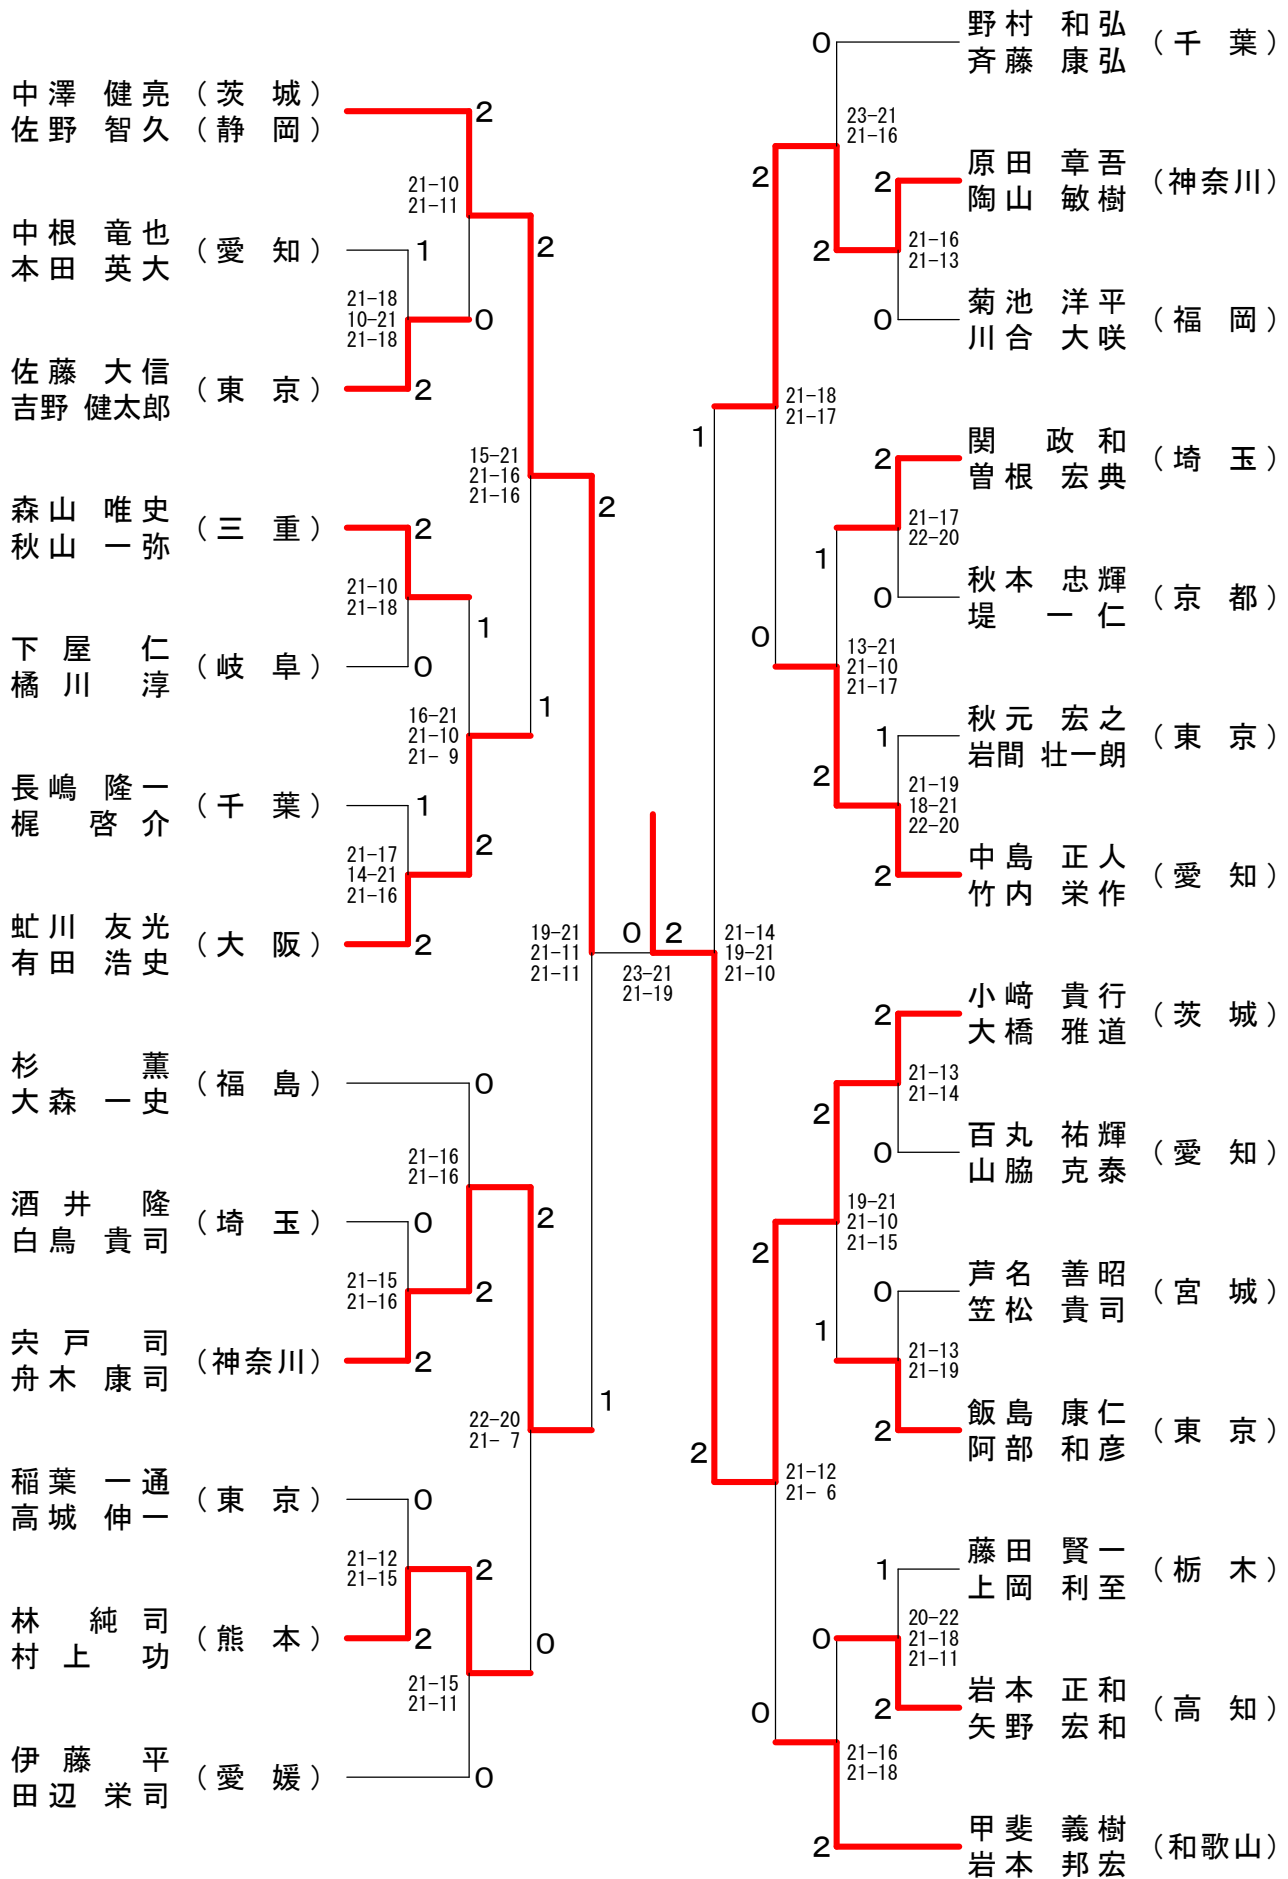 中澤 健亮 (茨城)
佐野 智久 (静岡)
2
21-10
21-11
中根 竜也
本田 英大
(愛知)
1
2
21-18
10-21
21-18
0
佐藤 大信
吉野 健太郎
(東京)
2
15-21
21-16
21-16
2
森山 唯史
秋山 一弥
(三重)
2
21-10
21-18
1
下屋 仁
橘川 淳
(岐阜)
0
16-21
21-10
21- 9
1
長嶋 隆一
梶 啓介
(千葉)
1
21-17
14-21
21-16
2
虻川 友光
有田 浩史
(大阪)
2
19-21
21-11
21-11
0
2
23-21
21-19
杉 薫
大森 一史
(福島)
0
21-16
21-16
酒井 隆
白鳥 貴司
(埼玉)
0
2
21-15
21-16
2
宍戸 司
舟木 康司
(神奈川)
2
22-20
21- 7
1
稲葉 一通
高城 伸一
(東京)
0
21-12
21-15
2
林 純司
村上 功
(熊本)
2
0
21-15
21-11
伊藤 平
田辺 栄司
(愛媛)
0
野村 和弘
斉藤 康弘
(千葉)
0
23-21
21-16
原田 章吾
陶山 敏樹
(神奈川)
2
2
2
21-16
21-13
菊池 洋平
川合 大咲
(福岡)
0
21-18
21-17
1
関 政和
曽根 宏典
(埼玉)
2
21-17
22-20
1
秋本 忠輝
堤 一仁
(京都)
0
0
13-21
21-10
21-17
秋元 宏之
岩間 壮一朗
(東京)
1
2
21-19
18-21
22-20
中島 正人
竹内 栄作
(愛知)
2
21-14
19-21
21-10
小﨑 貴行
大橋 雅道
(茨城)
2
21-13
21-14
2
百丸 祐輝
山脇 克泰
(愛知)
0
19-21
21-10
21-15
2
芦名 善昭
笠松 貴司
(宮城)
0
1
21-13
21-19
飯島 康仁
阿部 和彦
(東京)
2
2
21-12
21- 6
藤田 賢一
上岡 利至
(栃木)
1
0
20-22
21-18
21-11
岩本 正和
矢野 宏和
(高知)
2
0
21-16
21-18
甲斐 義樹
岩本 邦宏
(和歌山)
2